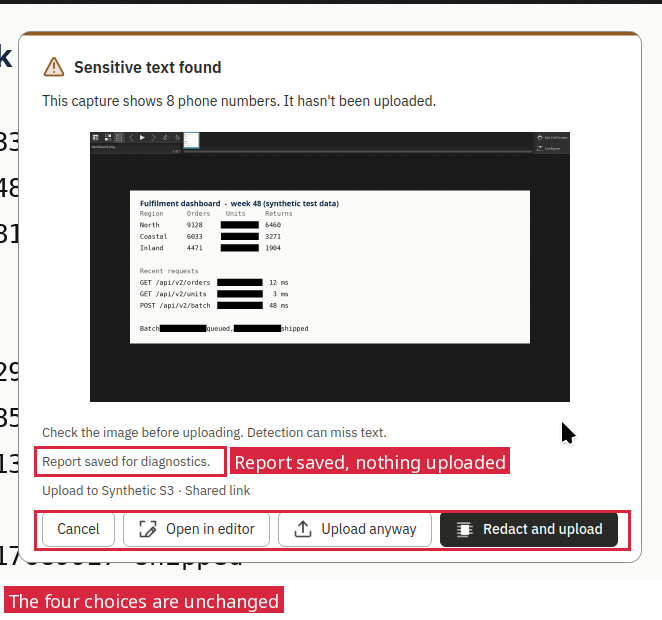 Sensitive text found
This capture shows 8 phone numbers. It hasn't been uploaded.
Fulfilment dashboard - week 48 (synthetic test data)
Region Orders Units Returns
North 9128 6460
Coastal 6033 3271
Inland 4471 1904
Recent requests
GET /api/v2/orders 12 ms
GET /api/v2/units 3 ms
POST /api/v2/batch 48 ms
Batch queued, shipped
Check the image before uploading. Detection can miss text.
Report saved for diagnostics.
Report saved, nothing uploaded
Upload to Synthetic S3 · Shared link
Cancel
Open in editor
Upload anyway
Redact and upload
The four choices are unchanged